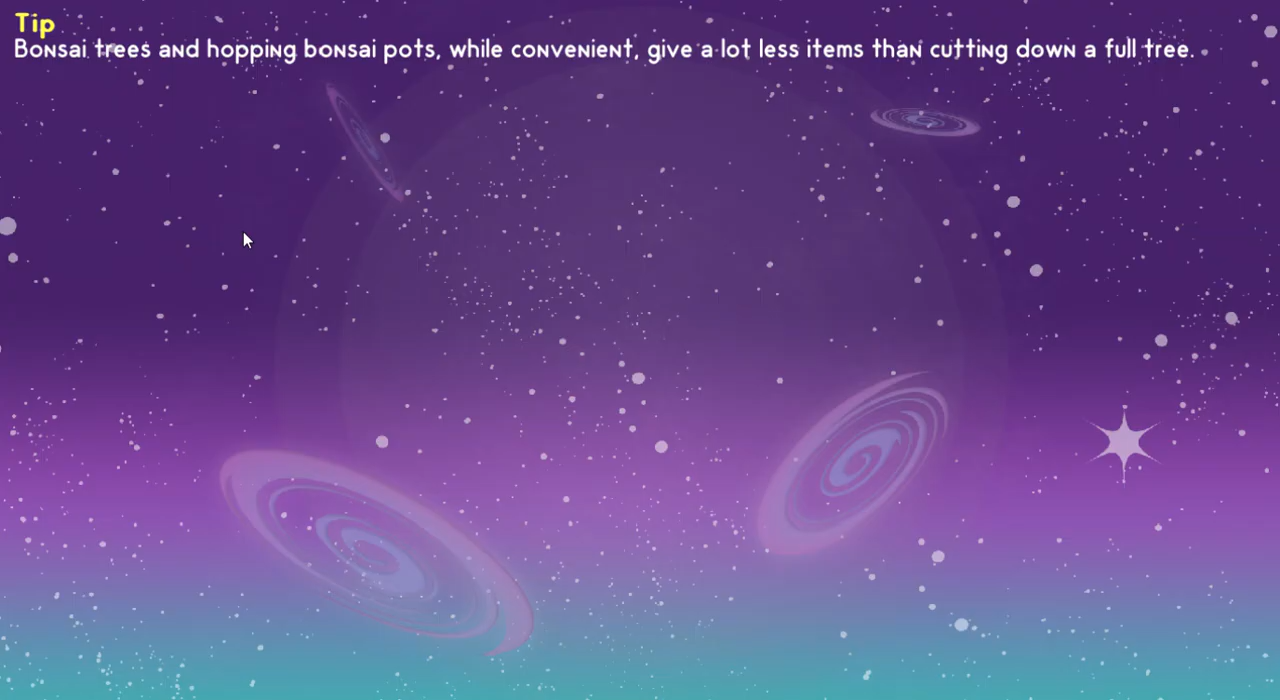 Tip
Bonsai trees and hopping bonsai pots, while convenient, give a lot less items than cutting down a full tree.